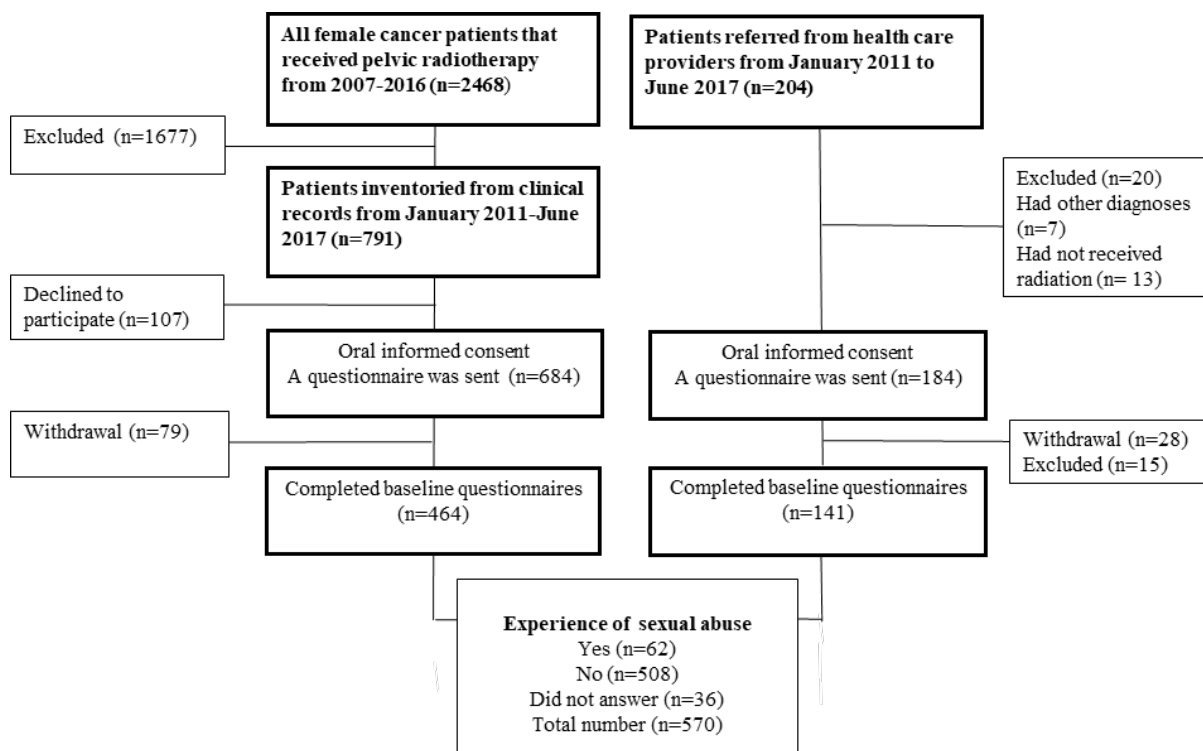 All female cancer patients that
received pelvic radiotherapy
from 2007-2016 (n=2468)
Patients referred from health care
providers from January 2011 to
June 2017 (n=204)
Excluded (n=1677)
Patients inventoried from clinical
records from January 2011-June
2017 (n=791)
Excluded (n=20)
Had other diagnoses
(n=7)
Had not received
radiation (n= 13)
Declined to
participate (n=107)
Oral informed consent
A questionnaire was sent (n=684)
Oral informed consent
A questionnaire was sent (n=184)
Withdrawal (n=79)
Withdrawal (n=28)
Excluded (n=15)
Completed baseline questionnaires
(n=464)
Completed baseline questionnaires
(n=141)
Experience of sexual abuse
Yes (n=62)
No (n=508)
Did not answer (n=36)
Total number (n=570)